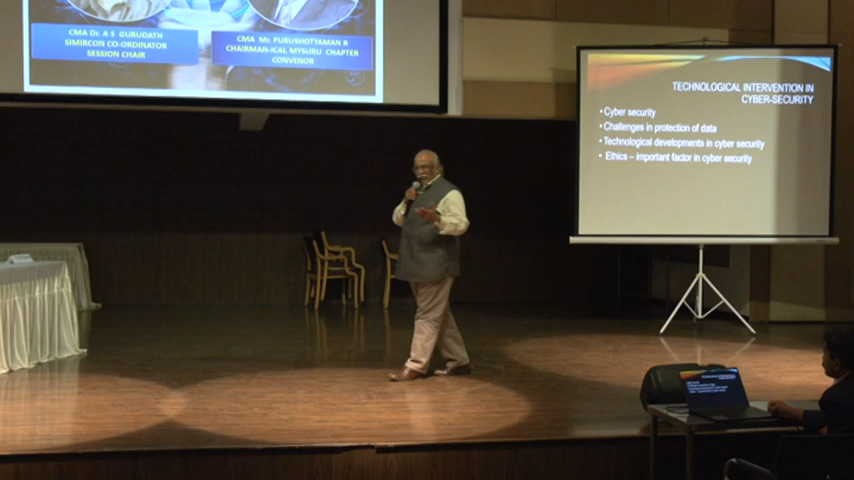 CMA Dr. A S GURUDATH
SIMIRCON CO-ORDINATOR
SESSION CHAIR
CMA Mr. PURUSHOTTAMAN R
CHAIRMAN-ICAI, MYSURU CHAPTER
CONVENOR
TECHNOLOGICAL INTERVENTION IN
CYBER-SECURITY
• Cyber security
• Challenges in protection of data
• Technological developments in cyber security
• Ethics – important factor in cyber security